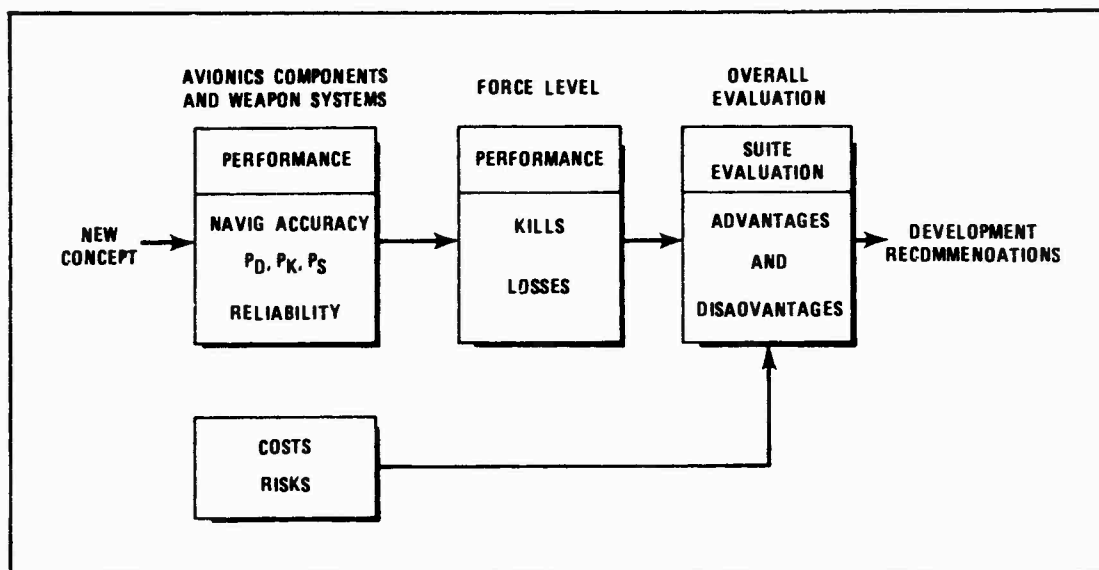 AVIONICS COMPONENTS
AND WEAPON SYSTEMS
PERFORMANCE
NAVIG ACCURACY
PD, PK, PS
RELIABILITY
FORCE LEVEL
PERFORMANCE
KILLS
LOSSES
OVERALL
EVALUATION
SUITE
EVALUATION
ADVANTAGES
AND
DISAOVANTAGES
NEW
CONCEPT
DEVELOPMENT
RECOMMENOATIONS
COSTS
RISKS